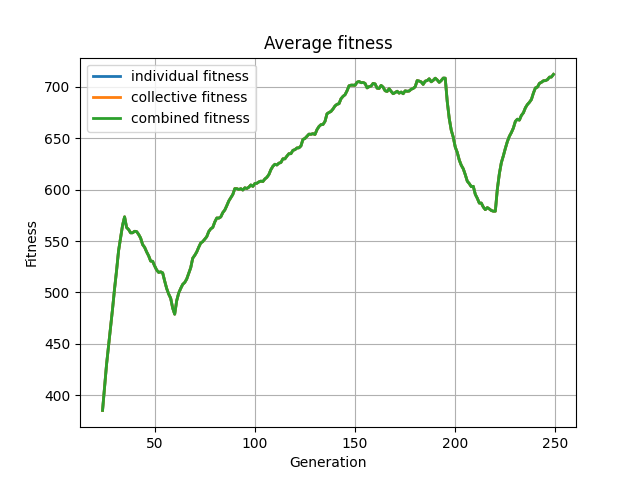 Average fitness
individual fitness
collective fitness
combined fitness
700
650
600
550
500
450
400
Fitness
50 100 150 200 250
Generation